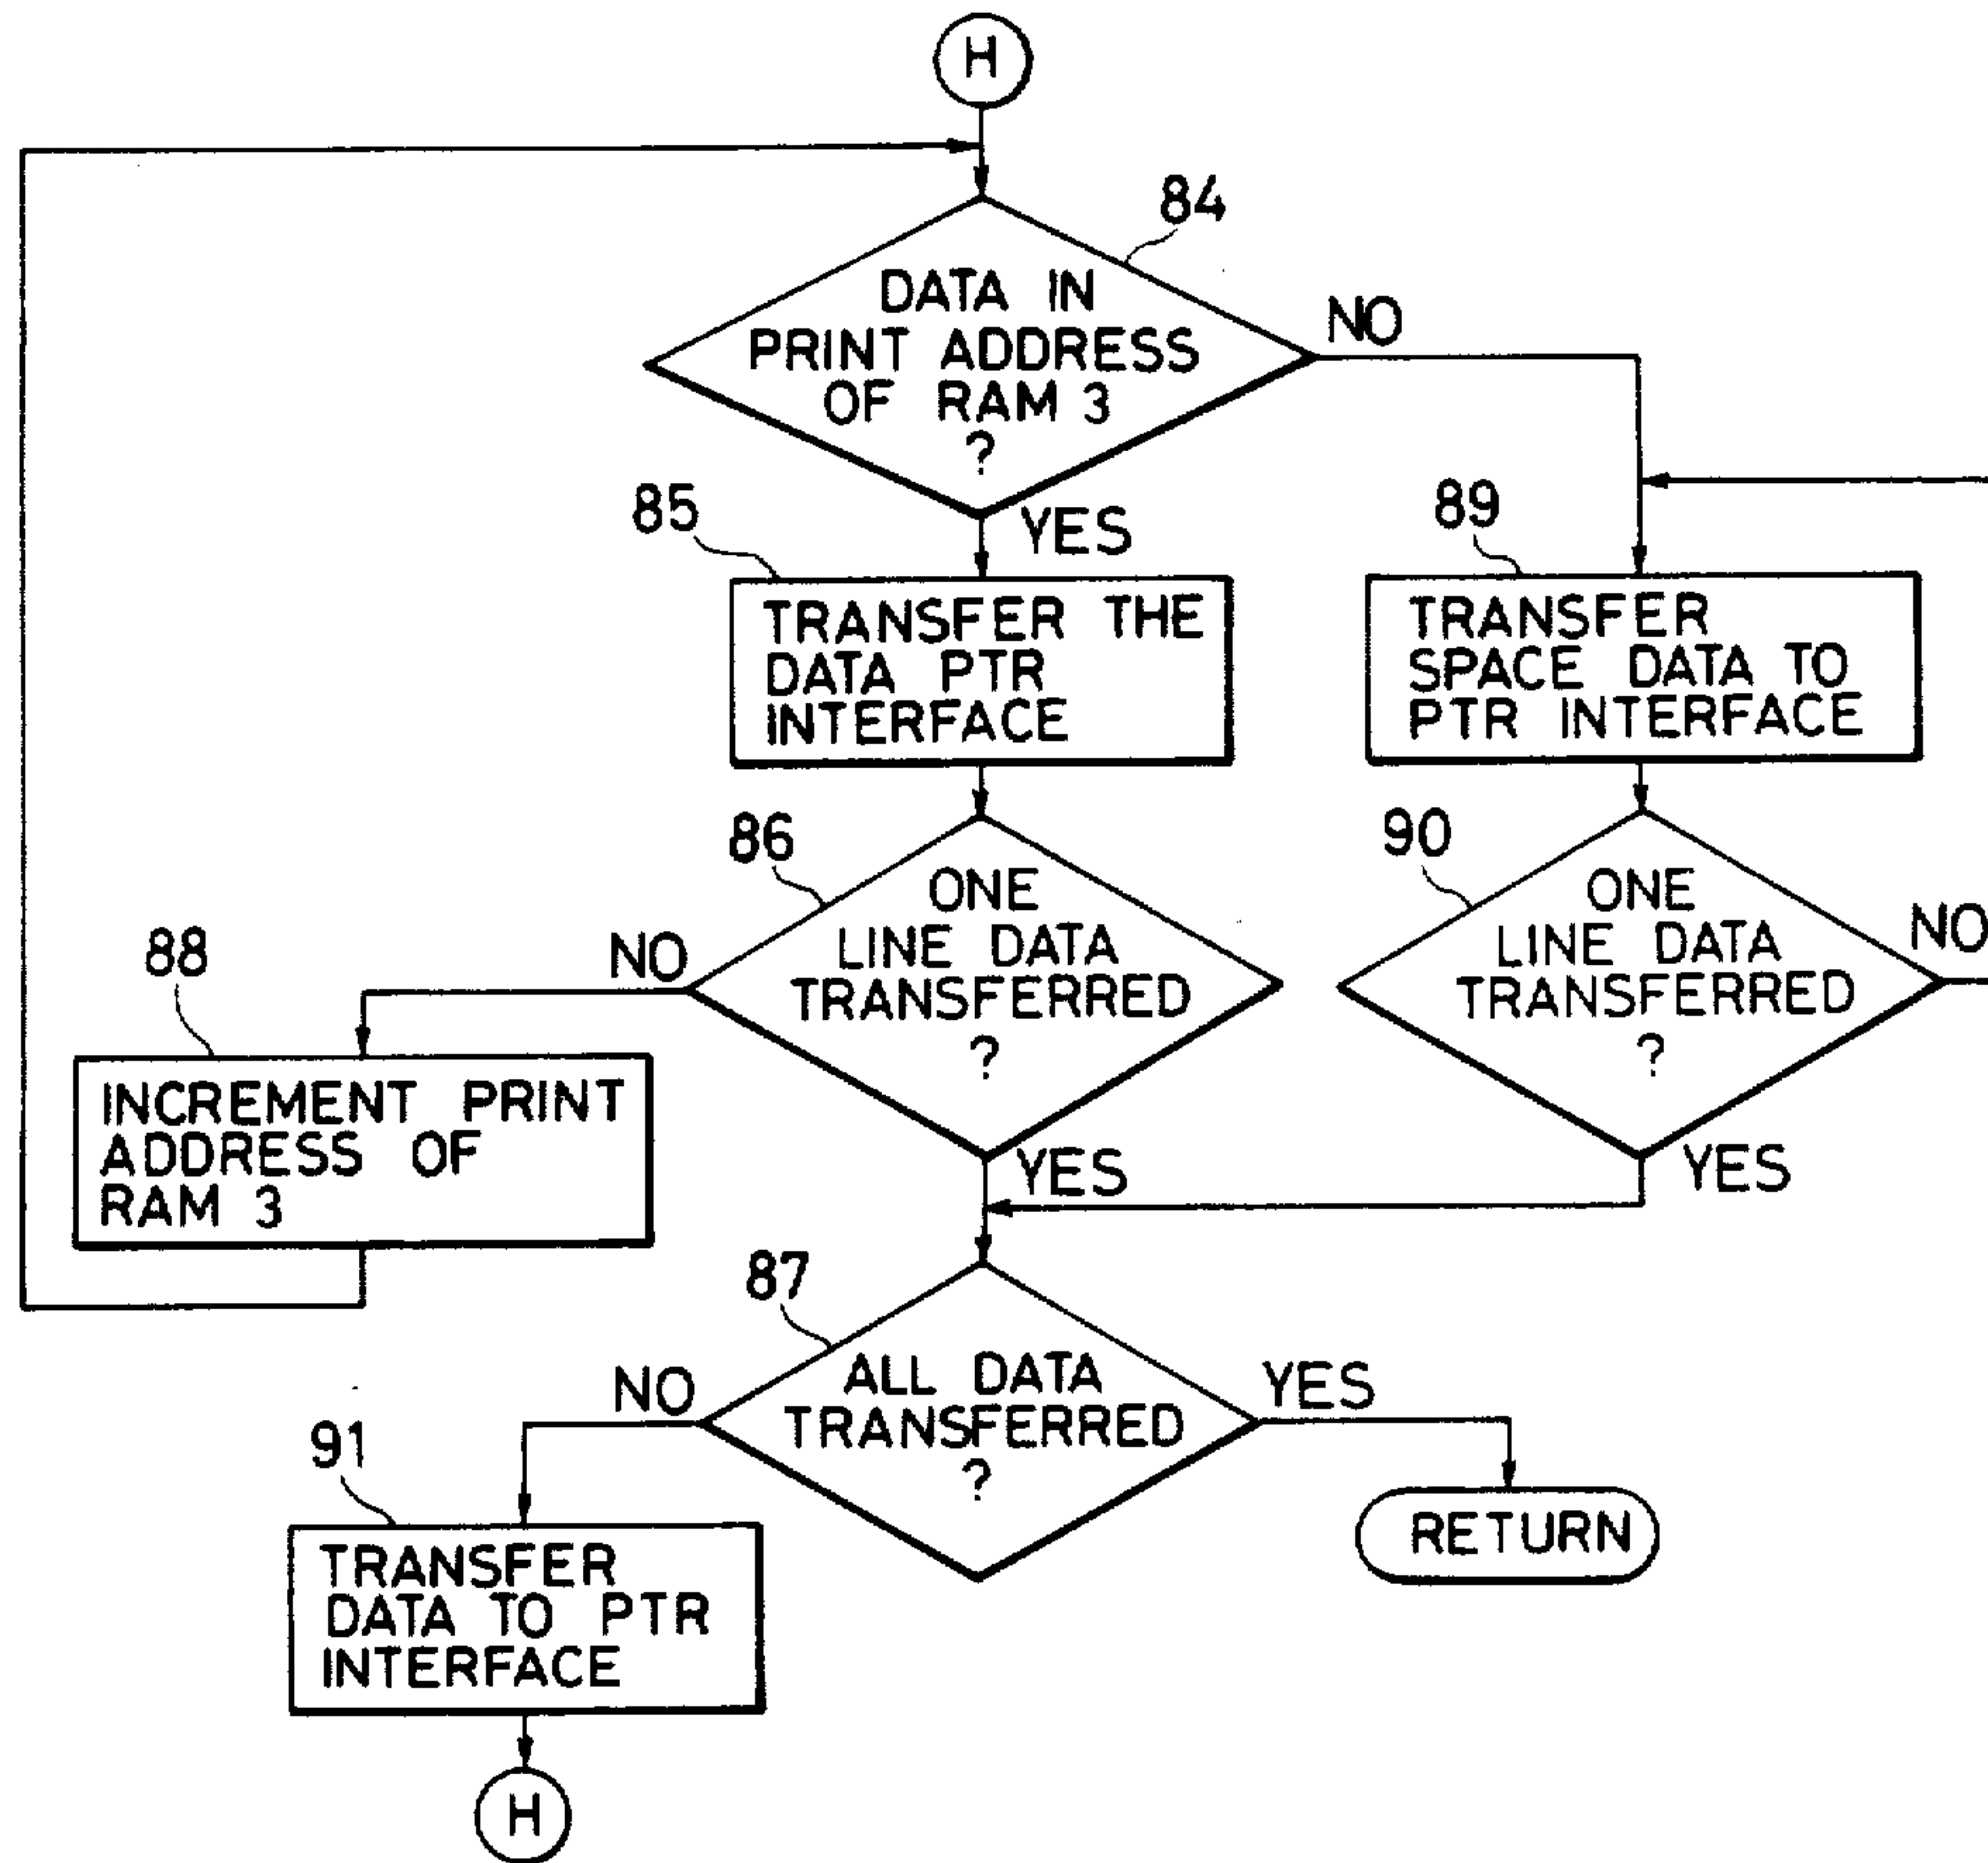 H
84
DATA IN
PRINT ADDRESS
OF RAM 3
?
NO
YES
85
TRANSFER THE
DATA PTR
INTERFACE
89
TRANSFER
SPACE DATA TO
PTR INTERFACE
86
ONE
LINE DATA
TRANSFERRED
?
NO
YES
90
ONE
LINE DATA
TRANSFERRED
?
NO
YES
88
INCREMENT PRINT
ADDRESS OF
RAM 3
87
ALL DATA
TRANSFERRED
?
NO
YES
RETURN
91
TRANSFER
DATA TO PTR
INTERFACE
H